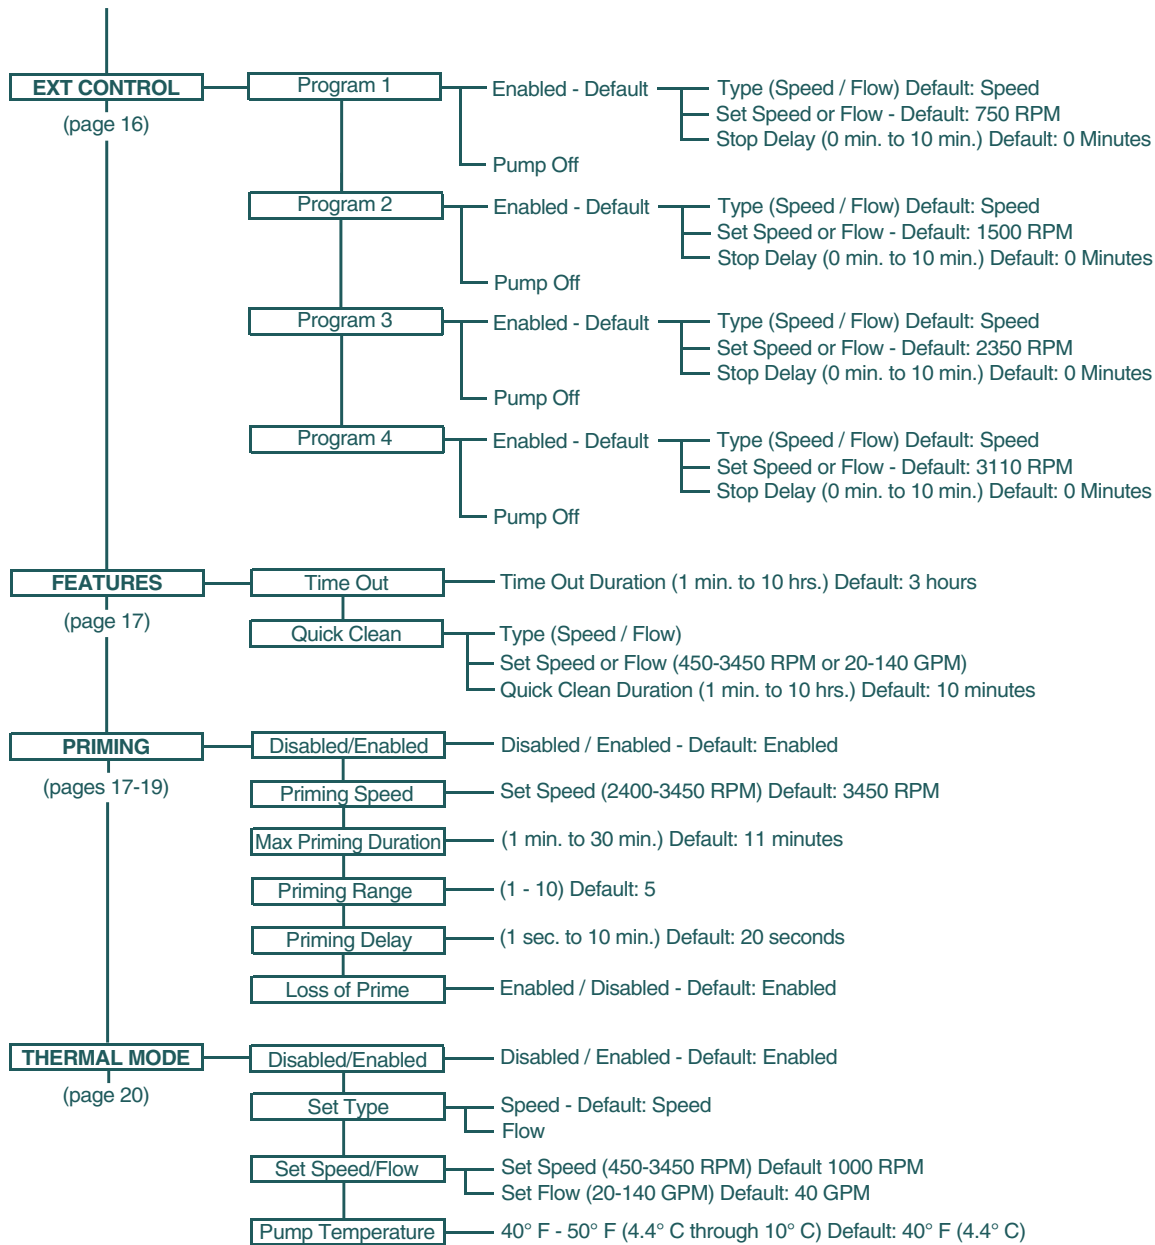 EXT CONTROL
(page 16)
Program 1
Enabled - Default
Type (Speed / Flow) Default: Speed
Set Speed or Flow - Default: 750 RPM
Stop Delay (0 min. to 10 min.) Default: 0 Minutes
Pump Off
Program 2
Enabled - Default
Type (Speed / Flow) Default: Speed
Set Speed or Flow - Default: 1500 RPM
Stop Delay (0 min. to 10 min.) Default: 0 Minutes
Pump Off
Program 3
Enabled - Default
Type (Speed / Flow) Default: Speed
Set Speed or Flow - Default: 2350 RPM
Stop Delay (0 min. to 10 min.) Default: 0 Minutes
Pump Off
Program 4
Enabled - Default
Type (Speed / Flow) Default: Speed
Set Speed or Flow - Default: 3110 RPM
Stop Delay (0 min. to 10 min.) Default: 0 Minutes
Pump Off
FEATURES
(page 17)
Time Out
Time Out Duration (1 min. to 10 hrs.) Default: 3 hours
Quick Clean
Type (Speed / Flow)
Set Speed or Flow (450-3450 RPM or 20-140 GPM)
Quick Clean Duration (1 min. to 10 hrs.) Default: 10 minutes
PRIMING
(pages 17-19)
Disabled/Enabled
Disabled / Enabled - Default: Enabled
Priming Speed
Set Speed (2400-3450 RPM) Default: 3450 RPM
Max Priming Duration
(1 min. to 30 min.) Default: 11 minutes
Priming Range
(1 - 10) Default: 5
Priming Delay
(1 sec. to 10 min.) Default: 20 seconds
Loss of Prime
Enabled / Disabled - Default: Enabled
THERMAL MODE
(page 20)
Disabled/Enabled
Disabled / Enabled - Default: Enabled
Set Type
Speed - Default: Speed
Flow
Set Speed/Flow
Set Speed (450-3450 RPM) Default 1000 RPM
Set Flow (20-140 GPM) Default: 40 GPM
Pump Temperature
40° F - 50° F (4.4° C through 10° C) Default: 40° F (4.4° C)